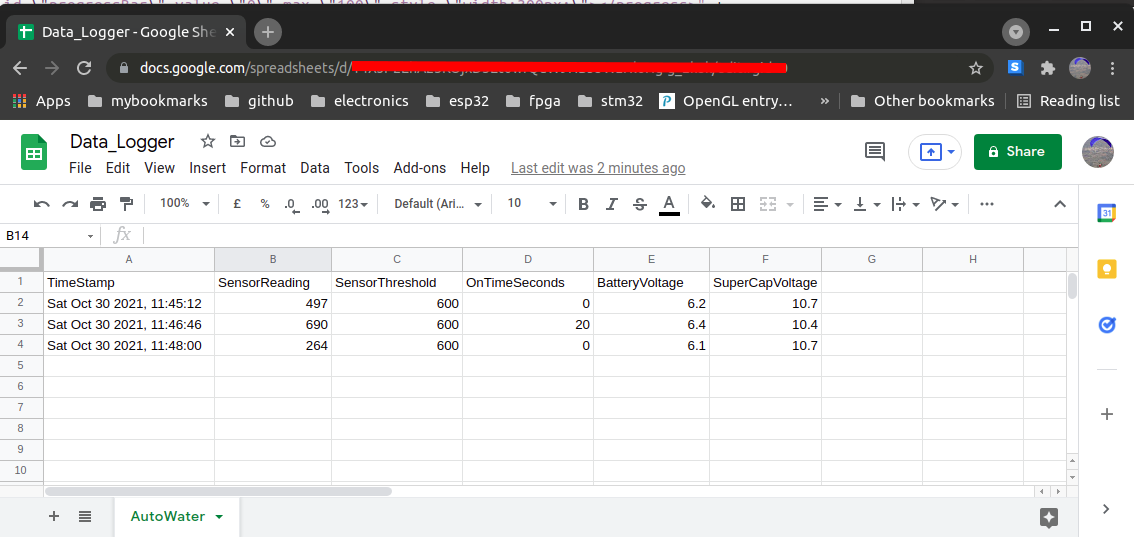 Data_Logger - Google She
docs.google.com/spreadsheets/d/
Apps mybookmarks github electronics esp32 fpga stm32 OpenGL entry… » Other bookmarks Reading list
Data_Logger
File Edit View Insert Format Data Tools Add-ons Help Last edit was 2 minutes ago
Share
100% £ % .0 .00 123 Default (Ari... 10 B I S A ...
B14 fx
A B C D E F G H
1 TimeStamp SensorReading SensorThreshold OnTimeSeconds BatteryVoltage SuperCapVoltage
2 Sat Oct 30 2021, 11:45:12 497 600 0 6.2 10.7
3 Sat Oct 30 2021, 11:46:46 690 600 20 6.4 10.4
4 Sat Oct 30 2021, 11:48:00 264 600 0 6.1 10.7
5
6
7
8
9
10
AutoWater
31